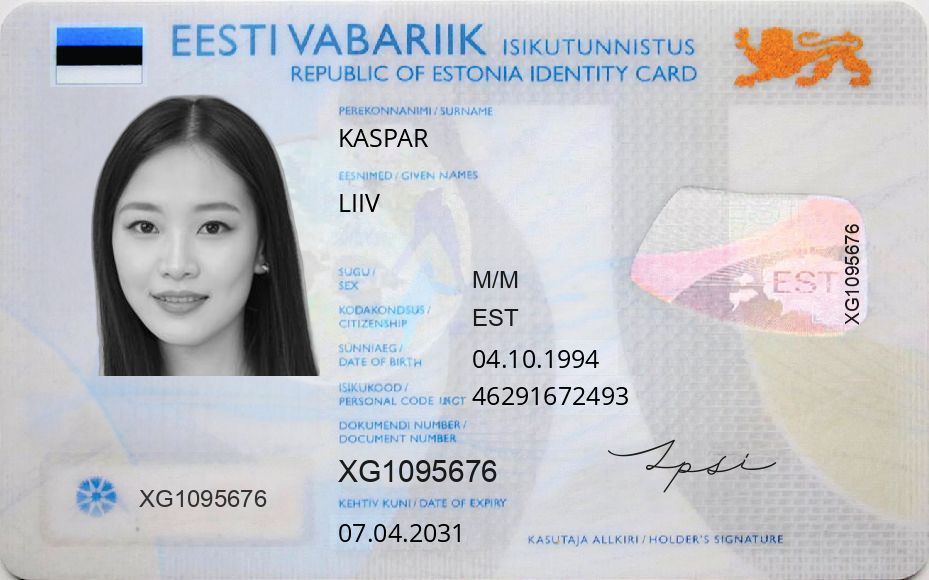 EESTI VABARIIK ISIKUTUNNISTUS
REPUBLIC OF ESTONIA IDENTITY CARD
PEREKONNANIMI / SURNAME
KASPAR
EESNIMED / GIVEN NAMES
LIIV
SUGU /
SEX
M/M
KODAKONDSUS /
CITIZENSHIP
EST
SÜNNIAEG /
DATE OF BIRTH
04.10.1994
ISIKUKOOD /
PERSONAL CODE
46291672493
DOKUMENDI NUMBER /
DOCUMENT NUMBER
XG1095676
KEHTIV KUNI / DATE OF EXPIRY
07.04.2031
XG1095676
EST
XG1095676
KASUTAJA ALLKIRI / HOLDER'S SIGNATURE